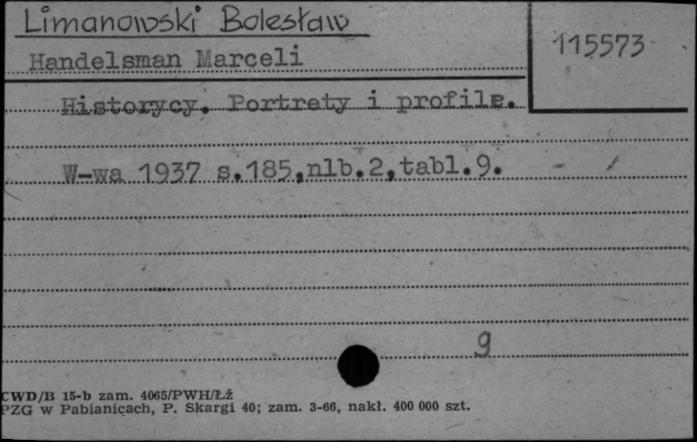 Limanowski Bolesław
115573
Handelsman Marceli
Historycy. Portrety i profile.
W-wa 1937 s.185,nlb.2,tabl.9.
9
CWD/B 15-b zam. 4065/PWH/Łż
PZG w Pabianicach, P. Skargi 40; zam. 3-66, nakł. 400 000 szt.